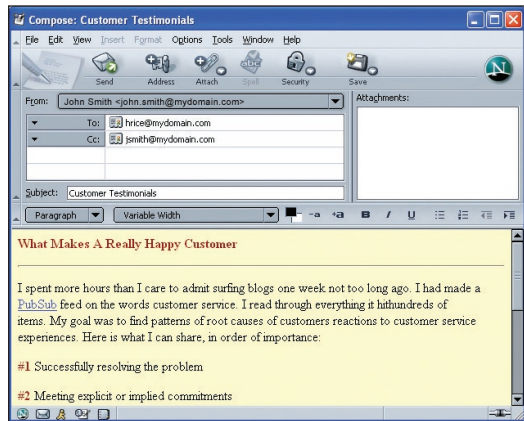 Compose: Customer Testimonials
File Edit View Insert Format Options Tools Window Help
Send Address Attach Spell Security Save
From: John Smith <john.smith@mydomain.com> Attachments:
To: hrice@mydomain.com
Cc: jsmith@mydomain.com
Subject: Customer Testimonials
Paragraph Variable Width -a +a B I U
What Makes A Really Happy Customer
I spent more hours than I care to admit surfing blogs one week not too long ago. I had made a
PubSub feed on the words customer service. I read through everything it hithundreds of
items. My goal was to find patterns of root causes of customers reactions to customer service
experiences. Here is what I can share, in order of importance:
#1 Successfully resolving the problem
#2 Meeting explicit or implied commitments